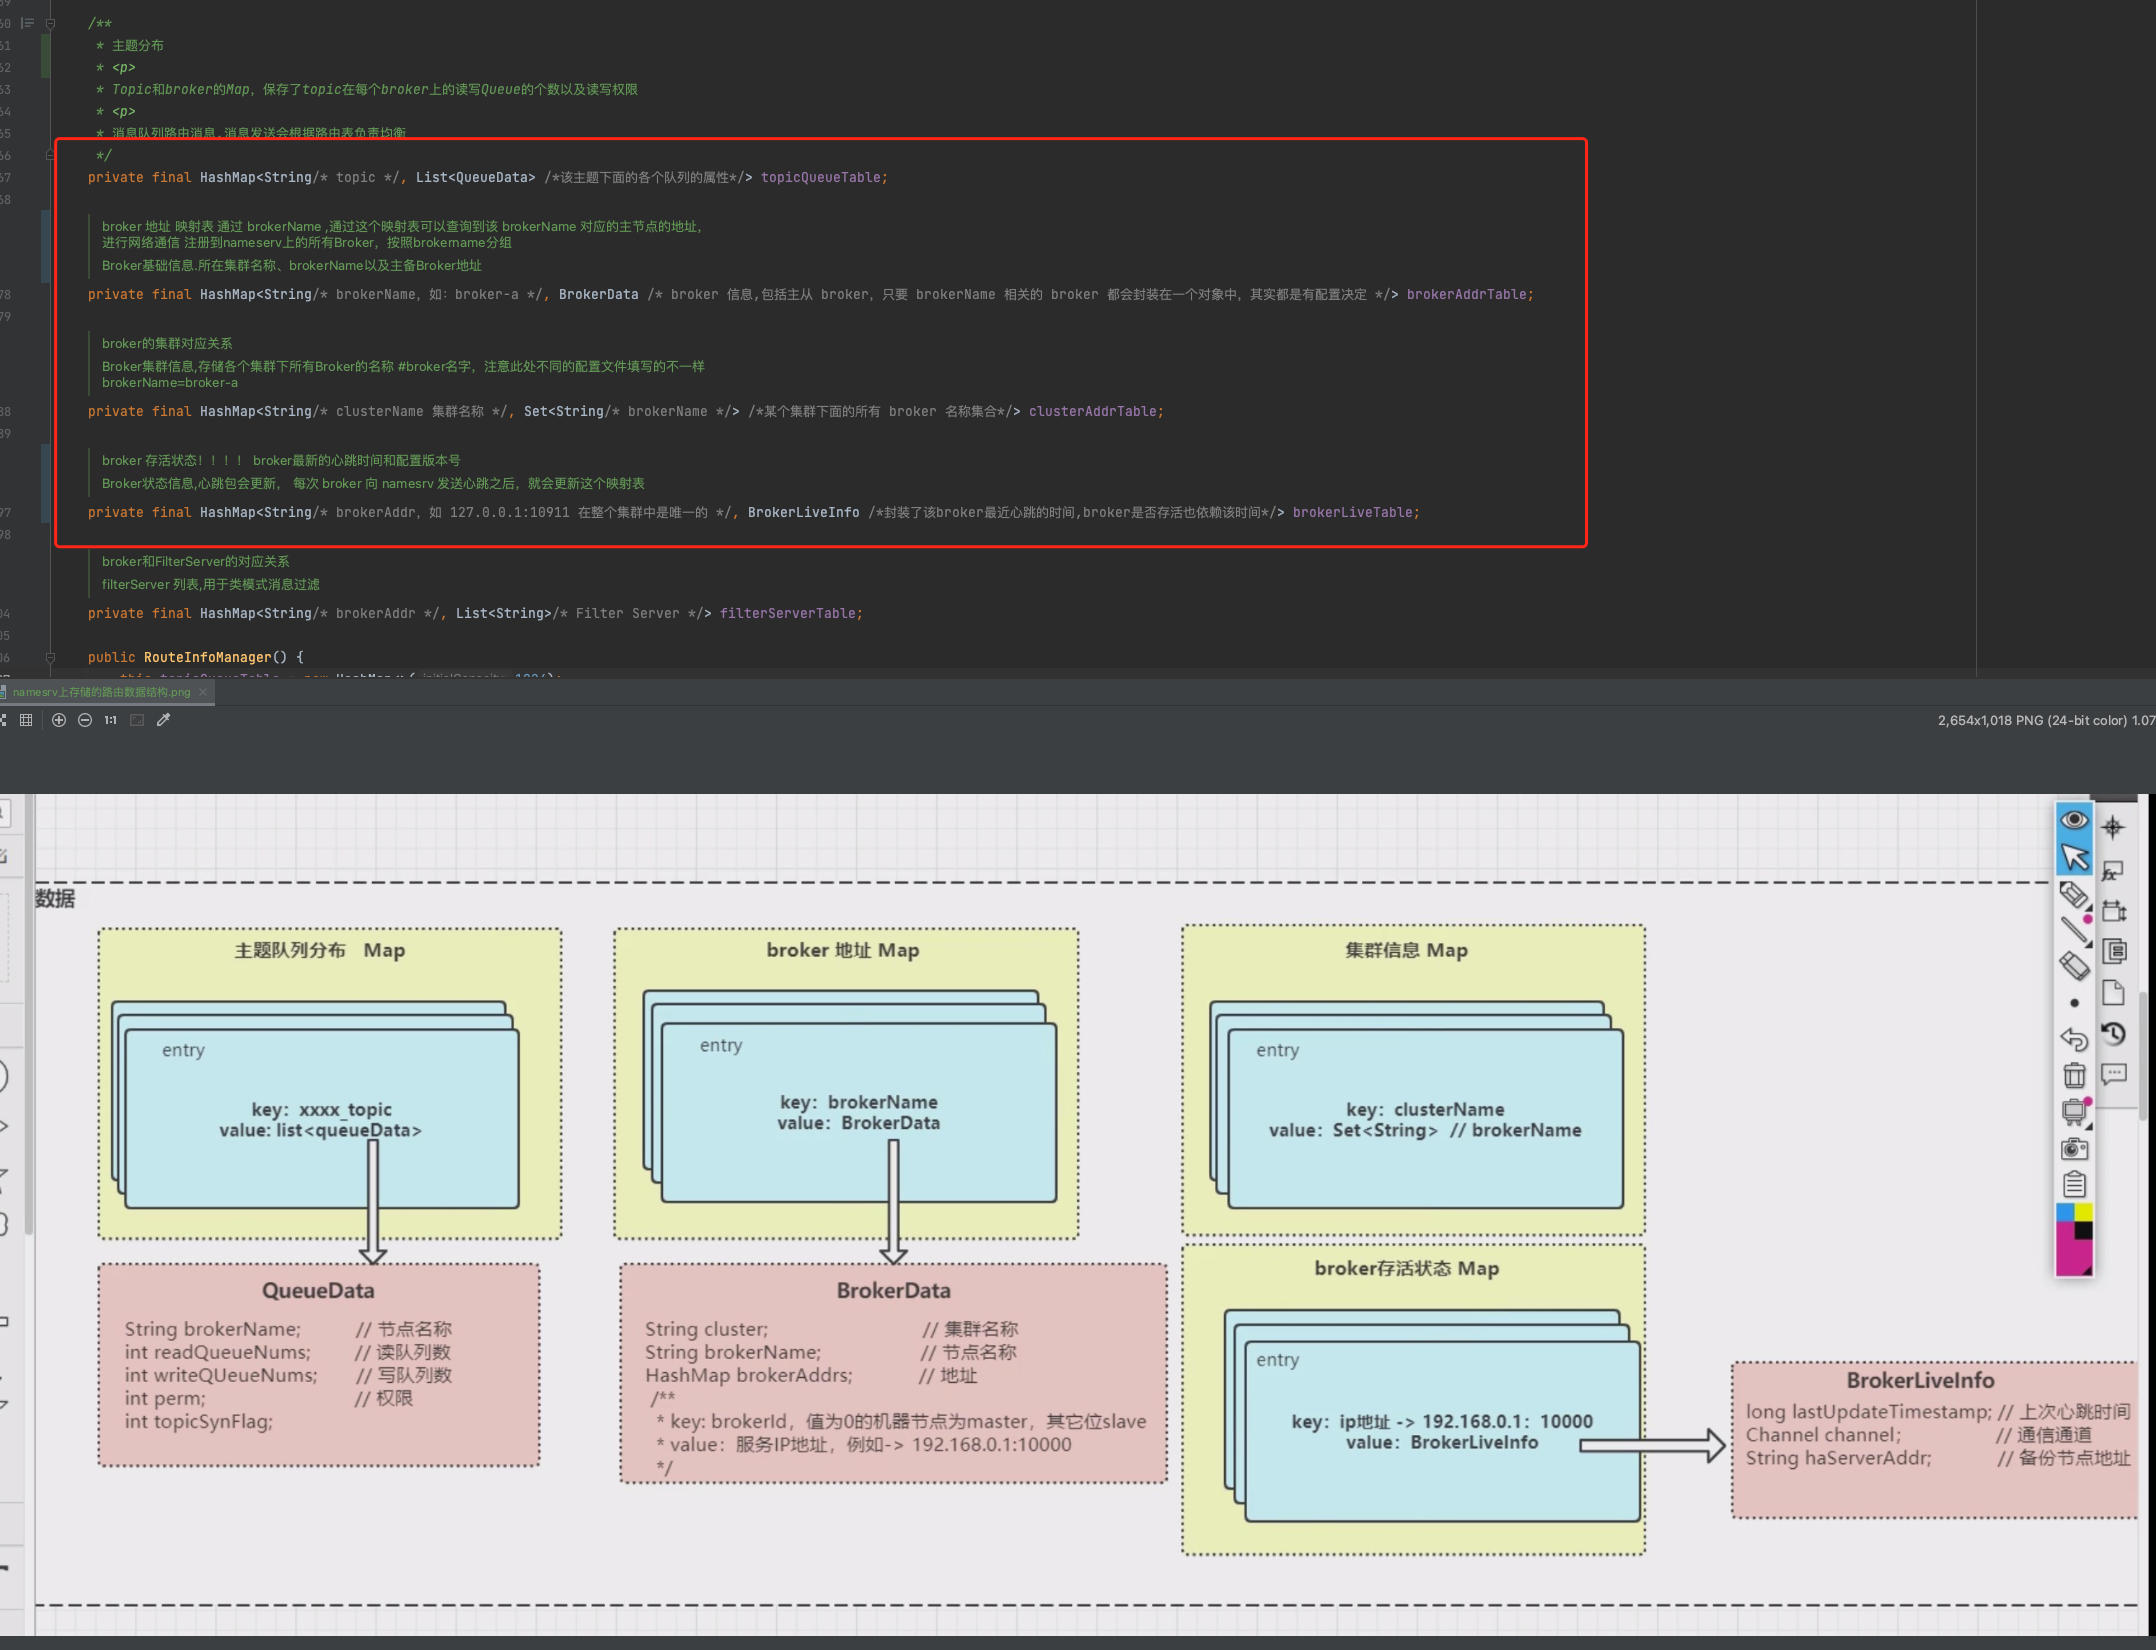 60
/**
61
* 主题分布
62
* <p>
63
* Topic和broker的Map，保存了topic在每个broker上的读写Queue的个数以及读写权限
64
* <p>
65
* 消息队列路由消息,消息发送会根据路由表负责均衡
66
*/
67
private final HashMap<String/* topic */, List<QueueData> /*该主题下面的各个队列的属性*/> topicQueueTable;
68
broker 地址 映射表 通过 brokerName ,通过这个映射表可以查询到该 brokerName 对应的主节点的地址，
进行网络通信 注册到nameserv上的所有Broker，按照brokername分组
Broker基础信息.所在集群名称、brokerName以及主备Broker地址
78
private final HashMap<String/* brokerName，如：broker-a */, BrokerData /* broker 信息,包括主从 broker，只要 brokerName 相关的 broker 都会封装在一个对象中，其实都是有配置决定 */> brokerAddrTable;
79
broker的集群对应关系
Broker集群信息,存储各个集群下所有Broker的名称 #broker名字，注意此处不同的配置文件填写的不一样
brokerName=broker-a
88
private final HashMap<String/* clusterName 集群名称 */, Set<String/* brokerName */> /*某个集群下面的所有 broker 名称集合*/> clusterAddrTable;
89
broker 存活状态！！！！ broker最新的心跳时间和配置版本号
Broker状态信息,心跳包会更新， 每次 broker 向 namesrv 发送心跳之后，就会更新这个映射表
97
private final HashMap<String/* brokerAddr，如 127.0.0.1:10911 在整个集群中是唯一的 */, BrokerLiveInfo /*封装了该broker最近心跳的时间,broker是否存活也依赖该时间*/> brokerLiveTable;
98
broker和FilterServer的对应关系
filterServer 列表,用于类模式消息过滤
04
private final HashMap<String/* brokerAddr */, List<String>/* Filter Server */> filterServerTable;
05
06
public RouteInfoManager() {
namesrv上存储的路由数据结构.png
1:1
2,654x1,018 PNG (24-bit color) 1.07
数据
主题队列分布 Map
entry
key：xxxx_topic
value: list<queueData>
QueueData
String brokerName; // 节点名称
int readQueueNums; // 读队列数
int writeQUeueNums; // 写队列数
int perm; // 权限
int topicSynFlag;
broker 地址 Map
entry
key：brokerName
value：BrokerData
BrokerData
String cluster; // 集群名称
String brokerName; // 节点名称
HashMap brokerAddrs; // 地址
/**
* key: brokerId，值为0的机器节点为master，其它位slave
* value：服务IP地址，例如-> 192.168.0.1:10000
*/
集群信息 Map
entry
key：clusterName
value：Set<String> // brokerName
broker存活状态 Map
entry
key：ip地址 -> 192.168.0.1：10000
value：BrokerLiveInfo
BrokerLiveInfo
long lastUpdateTimestamp; // 上次心跳时间
Channel channel; // 通信通道
String haServerAddr; // 备份节点地址